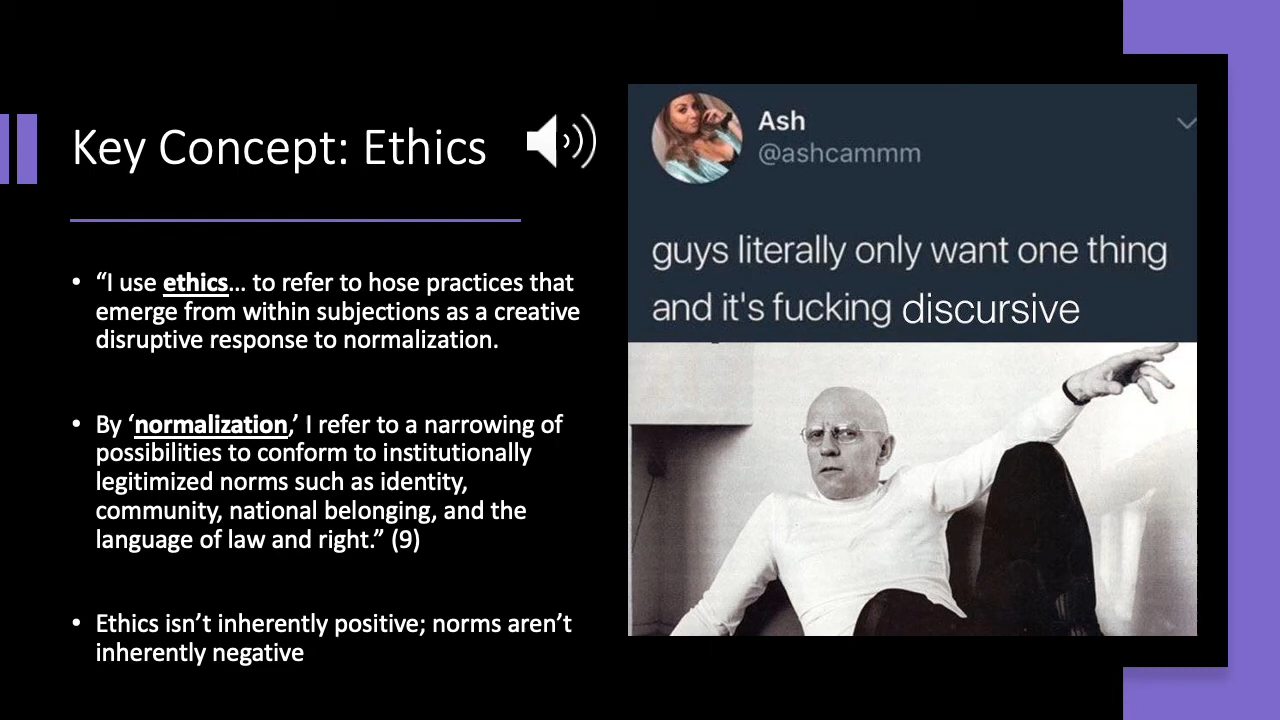 Key Concept: Ethics
• “I use ethics... to refer to hose practices that
emerge from within subjections as a creative
disruptive response to normalization.
• By ‘normalization,’ I refer to a narrowing of
possibilities to conform to institutionally
legitimized norms such as identity,
community, national belonging, and the
language of law and right.” (9)
• Ethics isn’t inherently positive; norms aren’t
inherently negative
Ash
@ashcammm
guys literally only want one thing
and it's fucking discursive